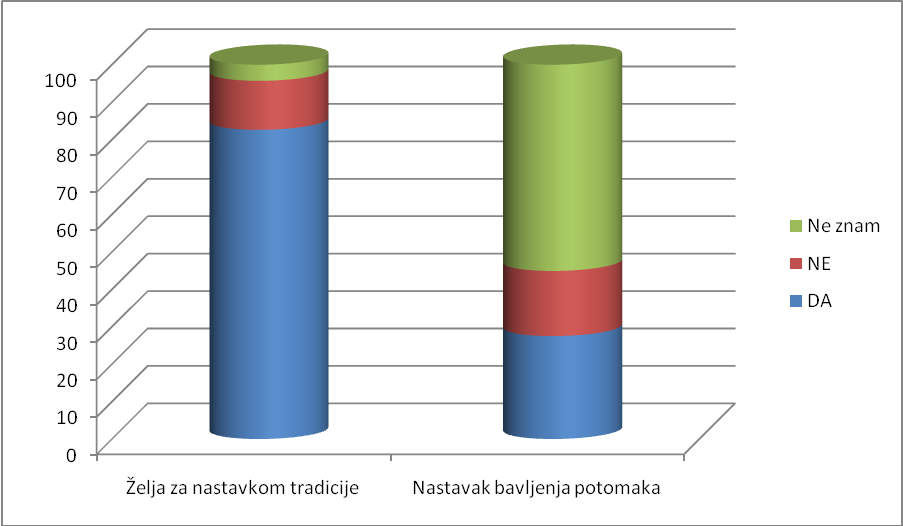 100
90
80
70
60
50
40
30
20
10
0
Želja za nastavkom tradicije
Nastavak bavljenja potomaka
Ne znam
NE
DA